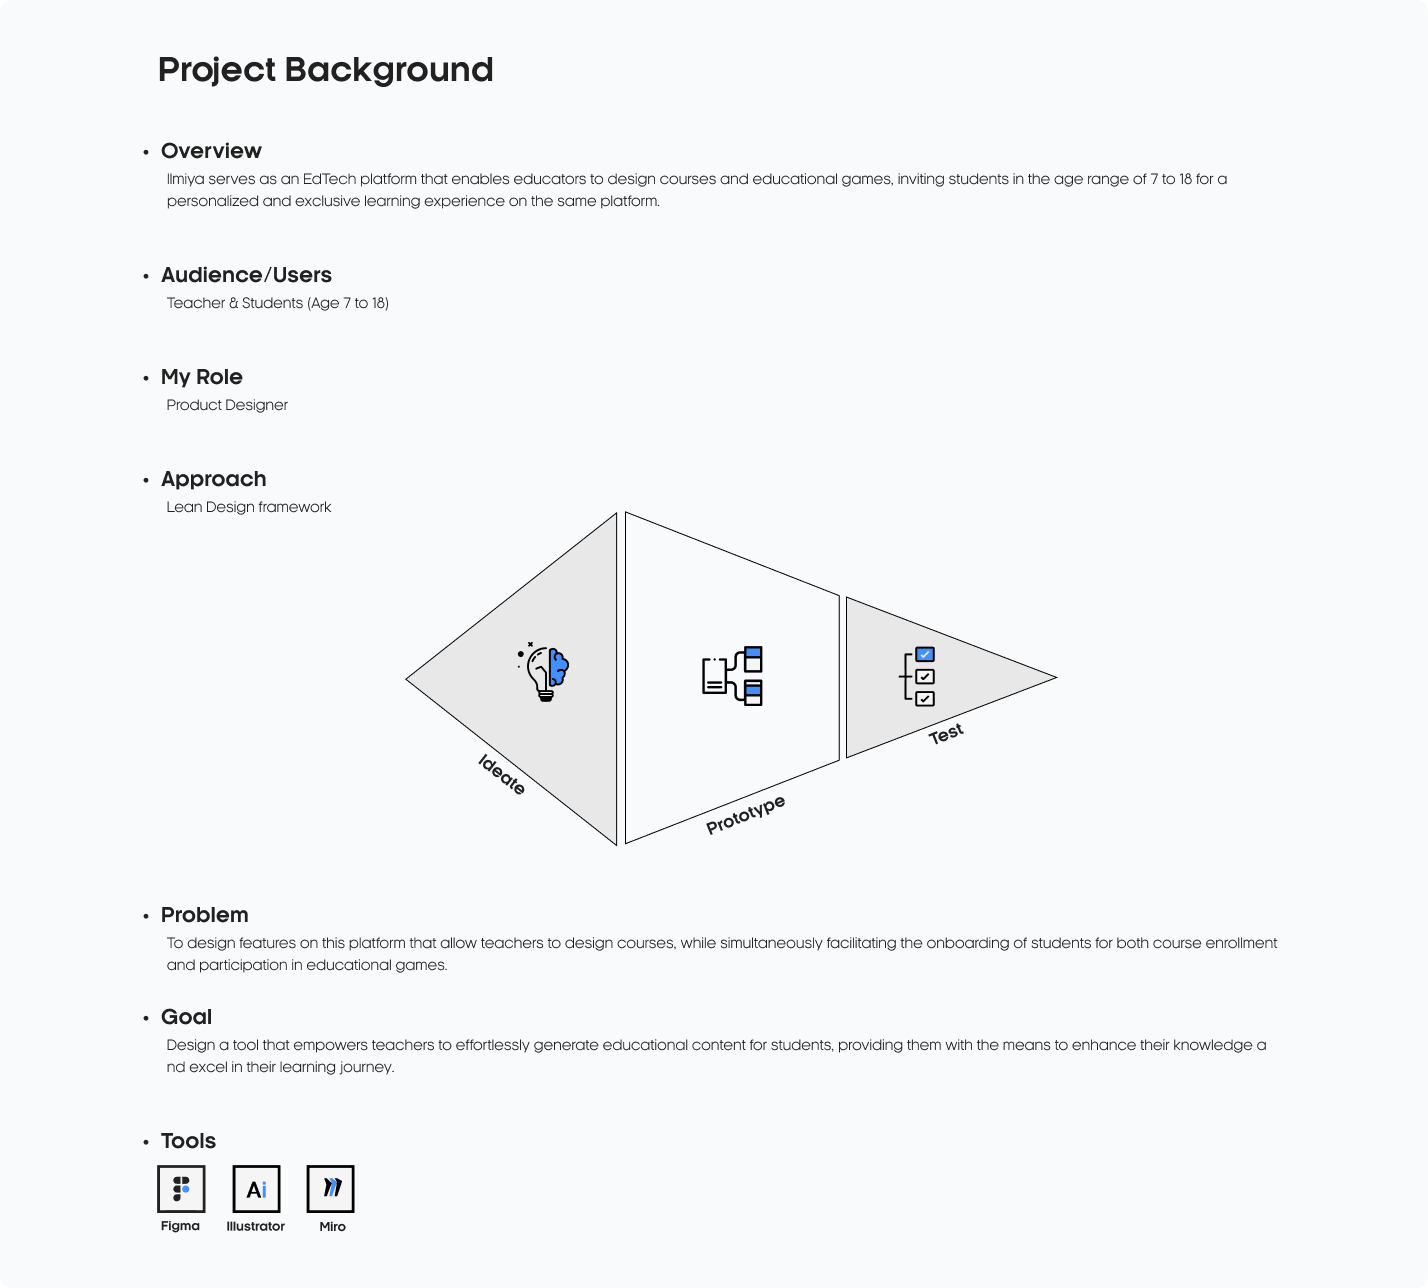 Project Background
• Overview
Ilmiya serves as an EdTech platform that enables educators to design courses and educational games, inviting students in the age range of 7 to 18 for a
personalized and exclusive learning experience on the same platform.
• Audience/Users
Teacher & Students (Age 7 to 18)
• My Role
Product Designer
• Approach
Lean Design framework
Ideate
Prototype
Test
• Problem
To design features on this platform that allow teachers to design courses, while simultaneously facilitating the onboarding of students for both course enrollment
and participation in educational games.
• Goal
Design a tool that empowers teachers to effortlessly generate educational content for students, providing them with the means to enhance their knowledge a
nd excel in their learning journey.
• Tools
Ai
Figma
Illustrator
Miro